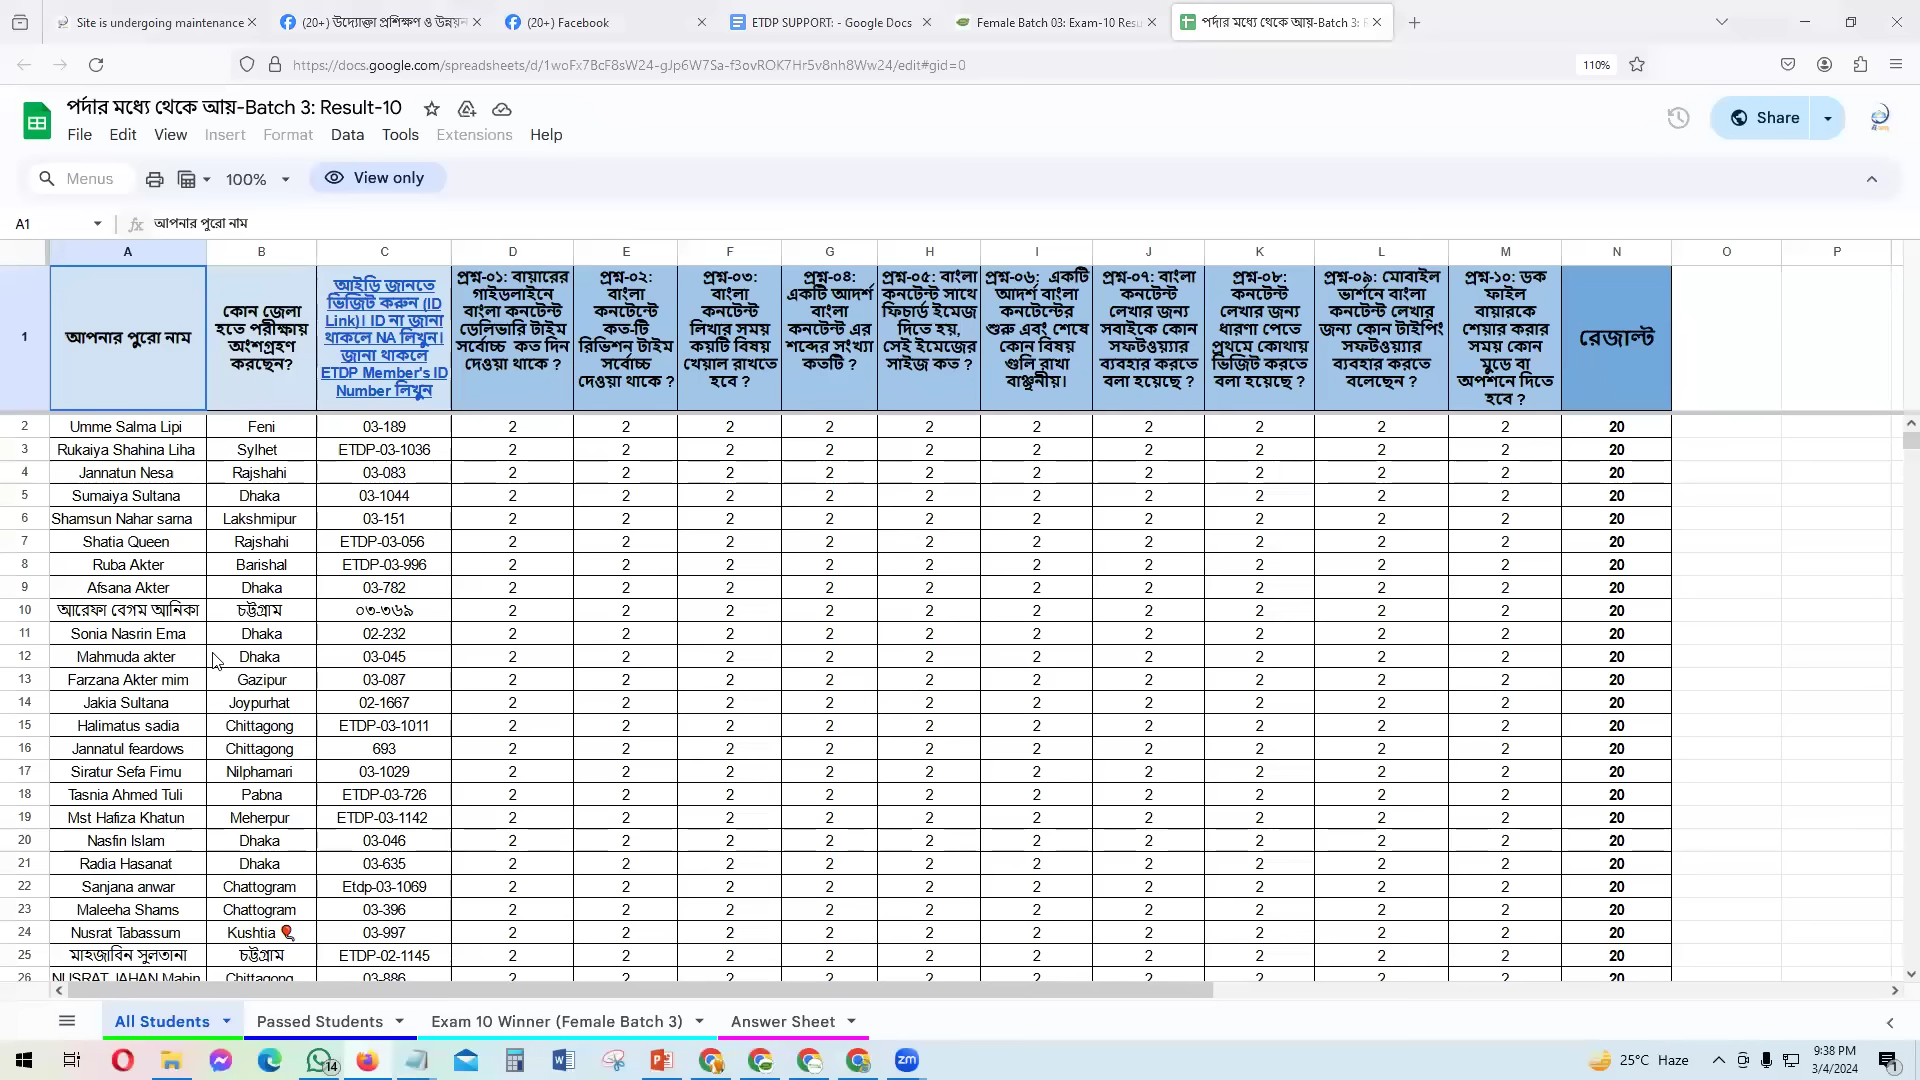 Site is undergoing maintenance
(20+) উদ্যোক্তা প্রশিক্ষণ ও উন্নয়ন
(20+) Facebook
ETDP SUPPORT: - Google Docs
Female Batch 03: Exam-10 Resu
পর্দার মধ্যে থেকে আয়-Batch 3: R
https://docs.google.com/spreadsheets/d/1woFx7BcF8sW24-gJp6W7Sa-f3ovROK7Hr5v8nh8Ww24/edit#gid=0
110%
পর্দার মধ্যে থেকে আয়-Batch 3: Result-10
File Edit View Insert Format Data Tools Extensions Help
Share
Menus 100% View only
A1 fx আপনার পুরো নাম
A B C D E F G H I J K L M N O P
1
আপনার পুরো নাম
কোন জেলা
হতে পরীক্ষায়
অংশগ্রহণ
করছেন?
আইডি জানতে
ভিজিট করুন (ID
Link)। ID না জানা
থাকলে NA লিখুন।
জানা থাকলে
ETDP Member's ID
Number লিখুন
প্রশ্ন-০১: বায়ারের
গাইডলাইনে
বাংলা কনটেন্ট
ডেলিভারি টাইম
সর্বোচ্চ কত দিন
দেওয়া থাকে ?
প্রশ্ন-০২:
বাংলা
কনটেন্টে
কত-টি
রিভিশন টাইম
সর্বোচ্চ
দেওয়া থাকে ?
প্রশ্ন-০৩:
বাংলা
কনটেন্ট
লিখার সময়
কয়টি বিষয়
খেয়াল রাখতে
হবে ?
প্রশ্ন-০৪:
একটি আদর্শ
বাংলা
কনটেন্ট এর
শব্দের সংখ্যা
কতটি ?
প্রশ্ন-০৫: বাংলা
কনটেন্ট সাথে
ফিচার্ড ইমেজ
দিতে হয়,
সেই ইমেজের
সাইজ কত ?
প্রশ্ন-০৬: একটি
আদর্শ বাংলা
কনটেন্টের
শুরু এবং শেষে
কোন বিষয়
গুলি রাখা
বাঞ্ছনীয়।
প্রশ্ন-০৭: বাংলা
কনটেন্ট
লেখার জন্য
সবাইকে কোন
সফটওয়্যার
ব্যবহার করতে
বলা হয়েছে ?
প্রশ্ন-০৮:
কনটেন্ট
লেখার জন্য
ধারণা পেতে
প্রথমে কোথায়
ভিজিট করতে
বলা হয়েছে ?
প্রশ্ন-০৯: মোবাইল
ভার্শনে বাংলা
কনটেন্ট লেখার
জন্য কোন টাইপিং
সফটওয়্যার
ব্যবহার করতে
বলেছেন ?
প্রশ্ন-১০: ডক
ফাইল
বায়ারকে
শেয়ার করার
সময় কোন
মুডে বা
অপশনে দিতে
হবে ?
রেজাল্ট
2 Umme Salma Lipi Feni 03-189 2 2 2 2 2 2 2 2 2 2 20
3 Rukaiya Shahina Liha Sylhet ETDP-03-1036 2 2 2 2 2 2 2 2 2 2 20
4 Jannatun Nesa Rajshahi 03-083 2 2 2 2 2 2 2 2 2 2 20
5 Sumaiya Sultana Dhaka 03-1044 2 2 2 2 2 2 2 2 2 2 20
6 Shamsun Nahar sarna Lakshmipur 03-151 2 2 2 2 2 2 2 2 2 2 20
7 Shatia Queen Rajshahi ETDP-03-056 2 2 2 2 2 2 2 2 2 2 20
8 Ruba Akter Barishal ETDP-03-996 2 2 2 2 2 2 2 2 2 2 20
9 Afsana Akter Dhaka 03-782 2 2 2 2 2 2 2 2 2 2 20
10 আরেফা বেগম আনিকা চট্টগ্রাম ০৩-৩৬৯ 2 2 2 2 2 2 2 2 2 2 20
11 Sonia Nasrin Ema Dhaka 02-232 2 2 2 2 2 2 2 2 2 2 20
12 Mahmuda akter Dhaka 03-045 2 2 2 2 2 2 2 2 2 2 20
13 Farzana Akter mim Gazipur 03-087 2 2 2 2 2 2 2 2 2 2 20
14 Jakia Sultana Joypurhat 02-1667 2 2 2 2 2 2 2 2 2 2 20
15 Halimatus sadia Chittagong ETDP-03-1011 2 2 2 2 2 2 2 2 2 2 20
16 Jannatul feardows Chittagong 693 2 2 2 2 2 2 2 2 2 2 20
17 Siratur Sefa Fimu Nilphamari 03-1029 2 2 2 2 2 2 2 2 2 2 20
18 Tasnia Ahmed Tuli Pabna ETDP-03-726 2 2 2 2 2 2 2 2 2 2 20
19 Mst Hafiza Khatun Meherpur ETDP-03-1142 2 2 2 2 2 2 2 2 2 2 20
20 Nasfin Islam Dhaka 03-046 2 2 2 2 2 2 2 2 2 2 20
21 Radia Hasanat Dhaka 03-635 2 2 2 2 2 2 2 2 2 2 20
22 Sanjana anwar Chattogram Etdp-03-1069 2 2 2 2 2 2 2 2 2 2 20
23 Maleeha Shams Chattogram 03-396 2 2 2 2 2 2 2 2 2 2 20
24 Nusrat Tabassum Kushtia 03-997 2 2 2 2 2 2 2 2 2 2 20
25 মাহজাবিন সুলতানা চট্টগ্রাম ETDP-02-1145 2 2 2 2 2 2 2 2 2 2 20
26 NUSRAT JAHAN Mahin Chittagong 03-886 2 2 2 2 2 2 2 2 2 2 20
All Students Passed Students Exam 10 Winner (Female Batch 3) Answer Sheet
14
zm
25°C Haze
9:38 PM
3/4/2024
1